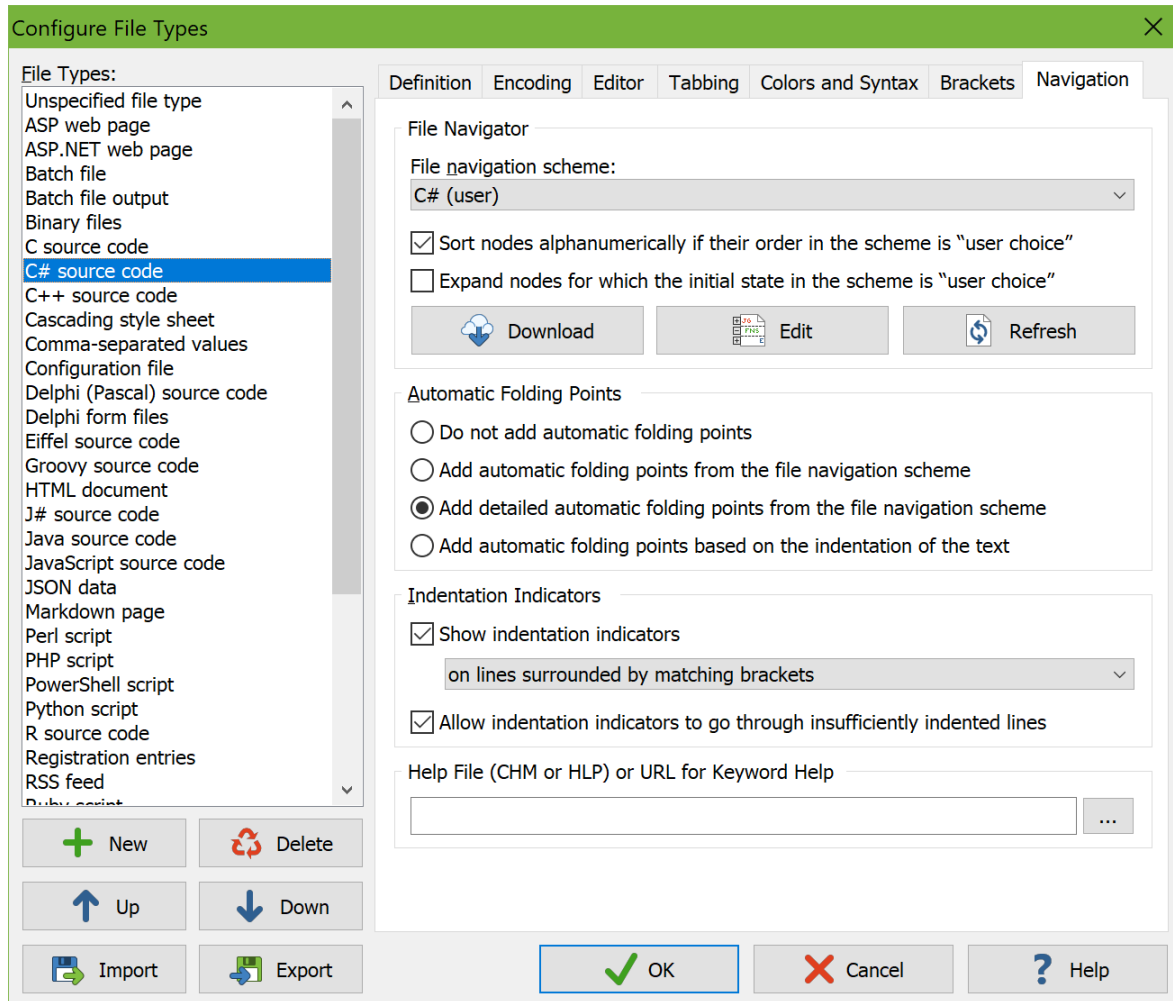 Configure File Types
File Types:
Unspecified file type
ASP web page
ASP.NET web page
Batch file
Batch file output
Binary files
C source code
C# source code
C++ source code
Cascading style sheet
Comma-separated values
Configuration file
Delphi (Pascal) source code
Delphi form files
Eiffel source code
Groovy source code
HTML document
J# source code
Java source code
JavaScript source code
JSON data
Markdown page
Perl script
PHP script
PowerShell script
Python script
R source code
Registration entries
RSS feed
Ruby script
New Delete
Up Down
Import Export
Definition Encoding Editor Tabbing Colors and Syntax Brackets Navigation
File Navigator
File navigation scheme:
C# (user)
Sort nodes alphanumerically if their order in the scheme is “user choice”
Expand nodes for which the initial state in the scheme is “user choice”
Download Edit Refresh
Automatic Folding Points
Do not add automatic folding points
Add automatic folding points from the file navigation scheme
Add detailed automatic folding points from the file navigation scheme
Add automatic folding points based on the indentation of the text
Indentation Indicators
Show indentation indicators
on lines surrounded by matching brackets
Allow indentation indicators to go through insufficiently indented lines
Help File (CHM or HLP) or URL for Keyword Help
...
OK Cancel Help